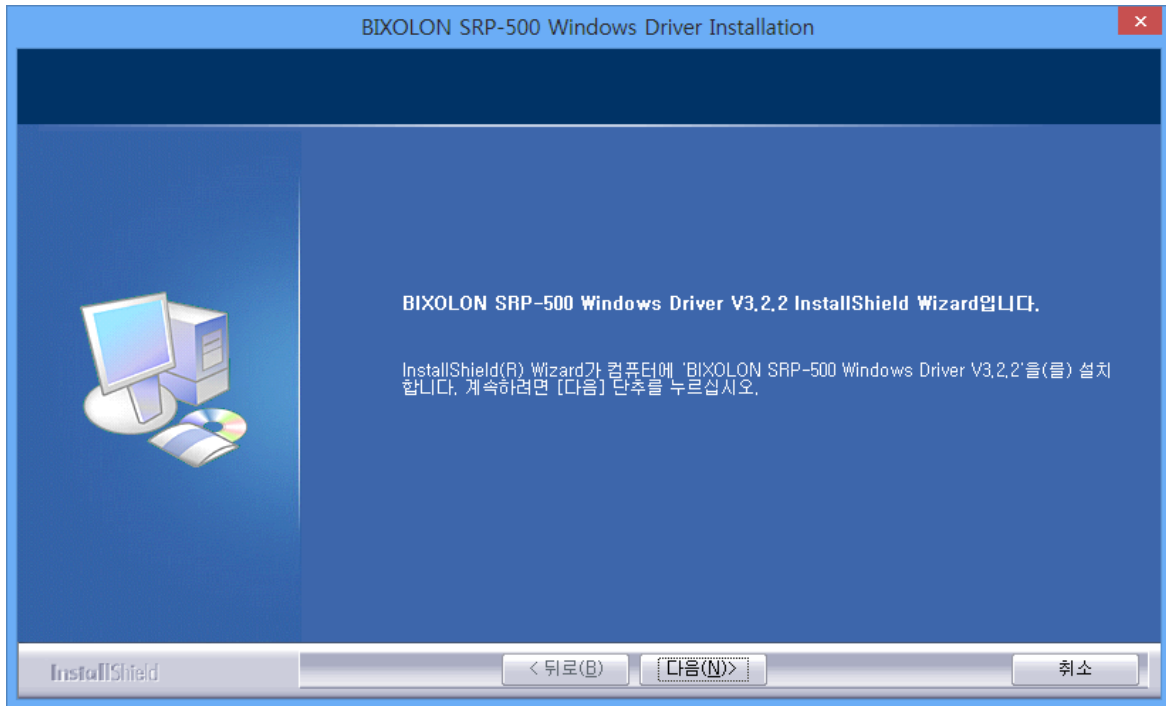 BIXOLON SRP-500 Windows Driver Installation
BIXOLON SRP-500 Windows Driver V3.2.2 InstallShield Wizard입니다.
InstallShield(R) Wizard가 컴퓨터에 'BIXOLON SRP-500 Windows Driver V3.2.2'을(를) 설치
합니다. 계속하려면 [다음] 단추를 누르십시오.
InstallShield
< 뒤로(B)
다음(N)>
취소